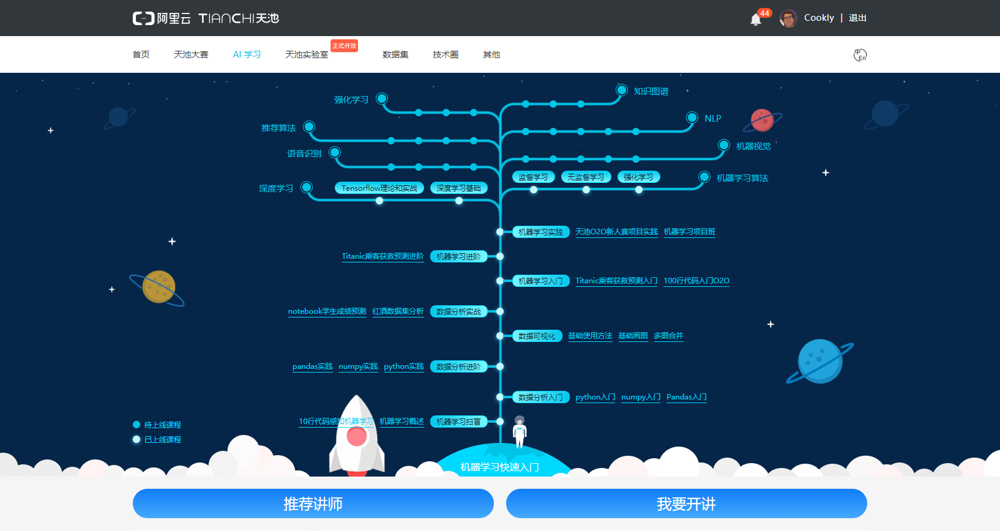 阿里云 TIANCHI天池
44 Cookly | 退出
首页 天池大赛 AI 学习 天池实验室 正式开放 数据集 技术圈 其他 中 En
强化学习 知识图谱
推荐算法 NLP
语音识别 机器视觉
监督学习 无监督学习 强化学习 机器学习算法
深度学习 Tensorflow理论和实战 深度学习基础
机器学习实践 天池O2O新人赛项目实践 机器学习项目班
Titanic乘客获救预测进阶 机器学习进阶
机器学习入门 Titanic乘客获救预测入门 100行代码入门O2O
notebook学生成绩预测 红酒数据集分析 数据分析实战
数据可视化 基础使用方法 基础画图 多图合并
pandas实践 numpy实践 python实践 数据分析进阶
数据分析入门 python入门 numpy入门 Pandas入门
10行代码感知机器学习 机器学习概述 机器学习扫盲
待上线课程
已上线课程
机器学习快速入门
推荐讲师 我要开讲